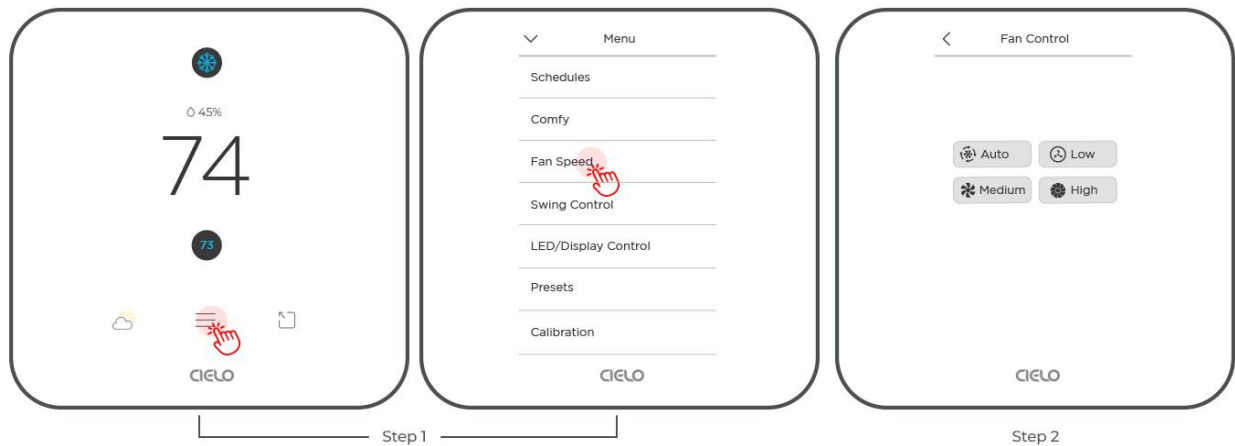 45%
74
73
CIELO
Menu
Schedules
Comfy
Fan Speed
Swing Control
LED/Display Control
Presets
Calibration
CIELO
Fan Control
Auto
Low
Medium
High
CIELO
Step 1
Step 2